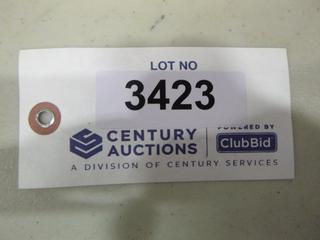 LOT NO
3423
CENTURY AUCTIONS
POWERED BY
ClubBid
A DIVISION OF CENTURY SERVICES